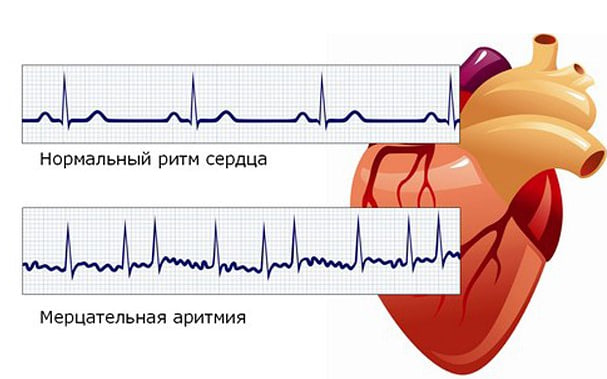 Нормальный ритм сердца
Мерцательная аритмия